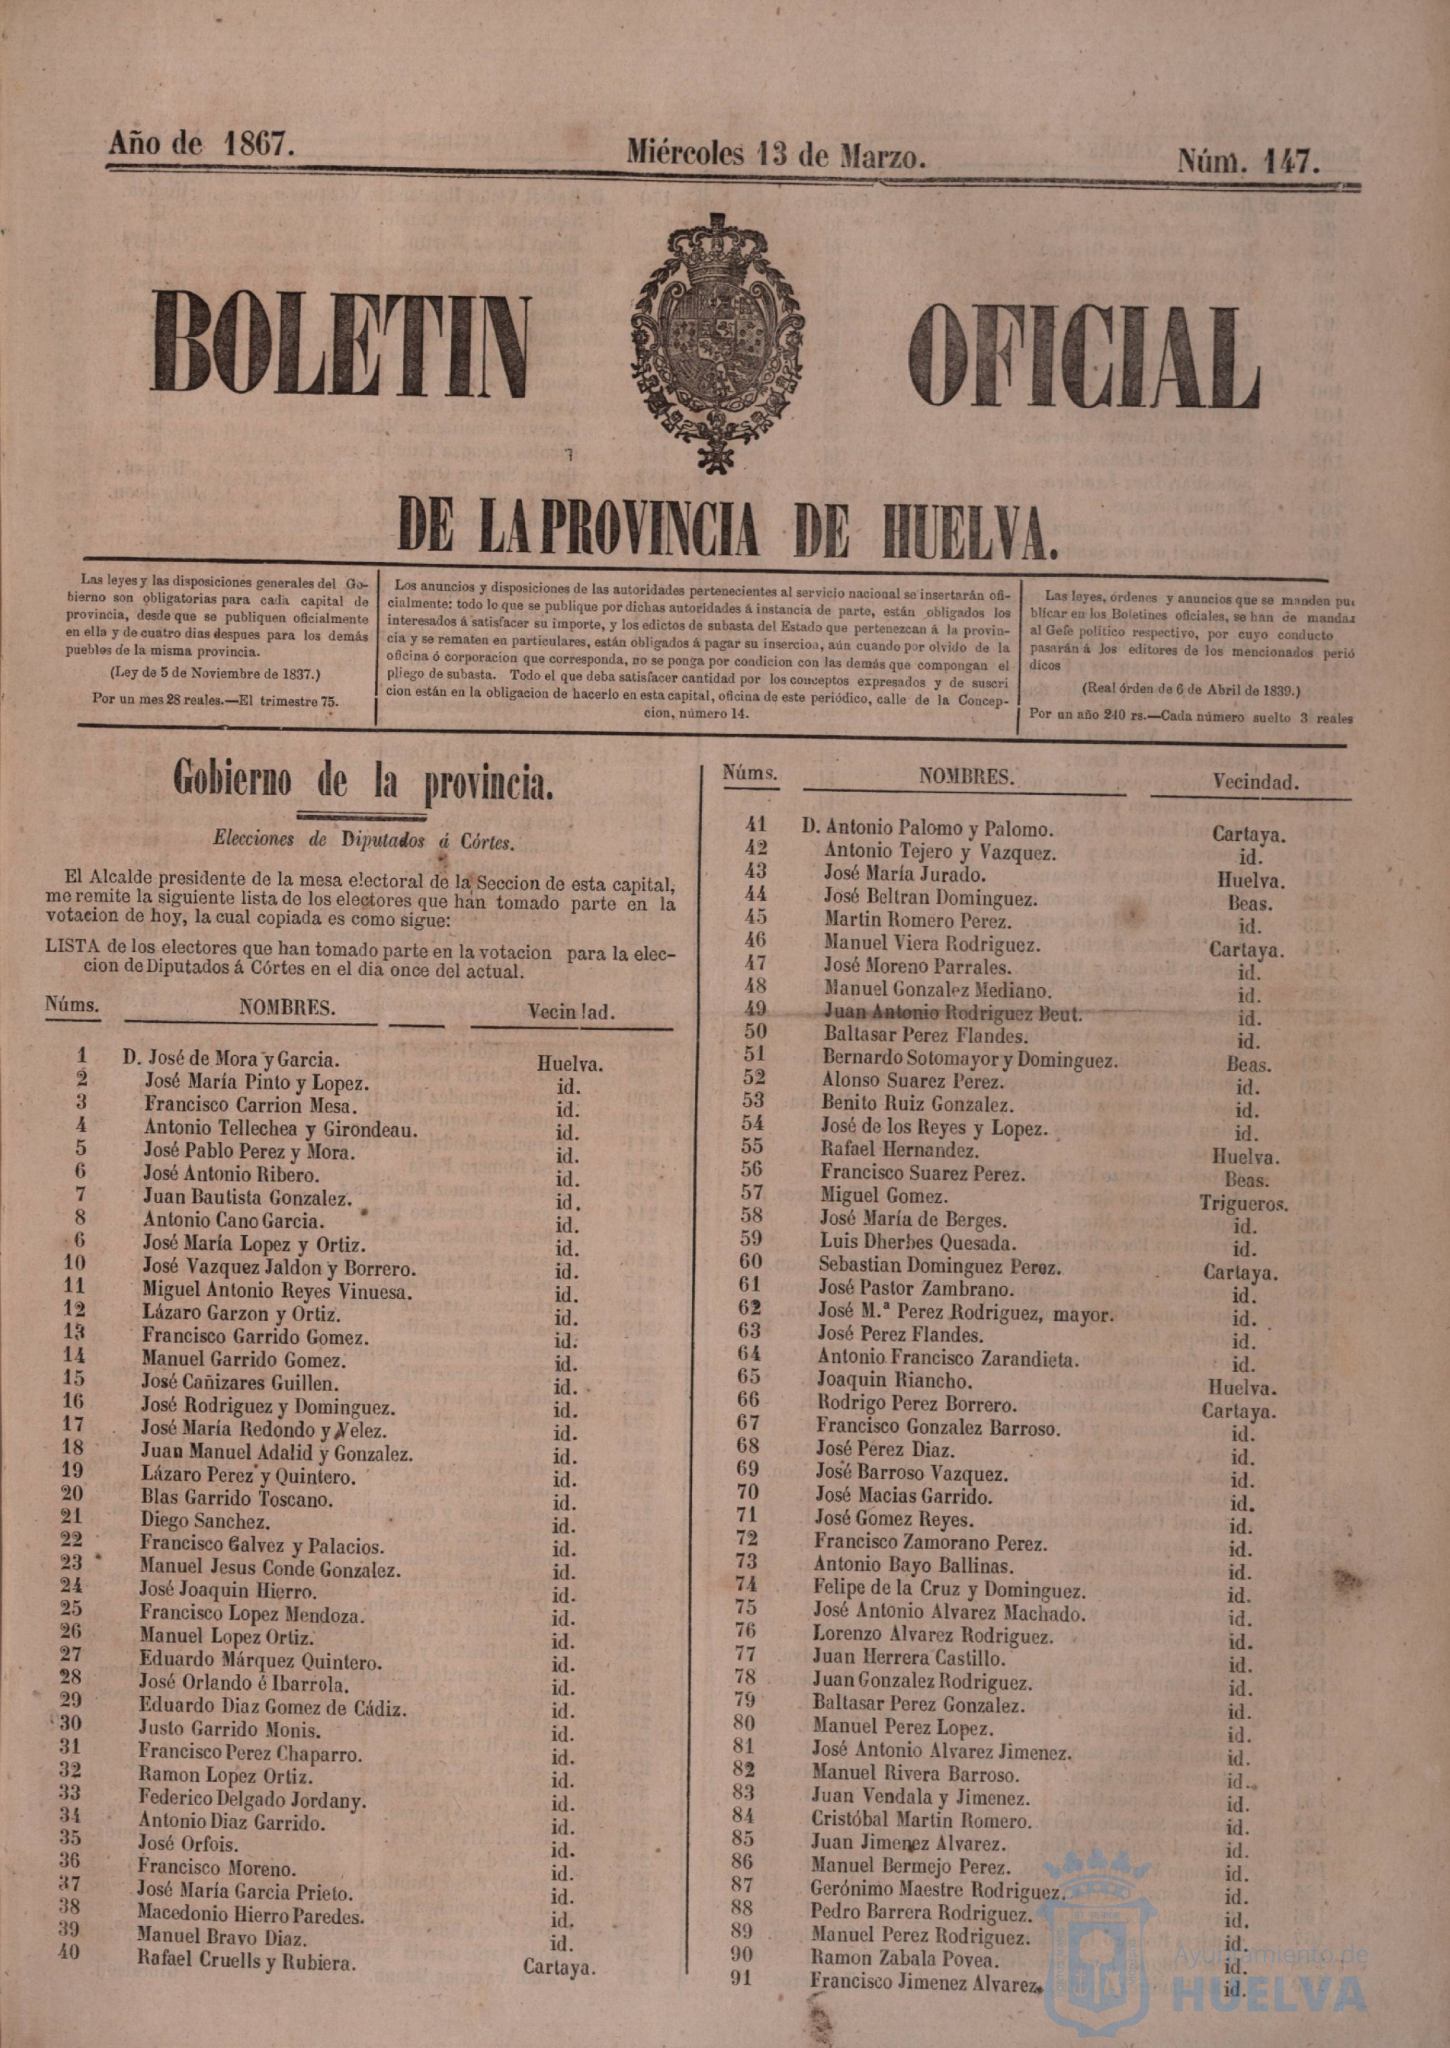 Año de 1867.
Miércoles 13 de Marzo.
Núm. 147.
BOLETIN OFICIAL
DE LA PROVINCIA DE HUELVA.
Las leyes y las disposiciones generales del Go-
bierno son obligatorias para cada capital de
provincia, desde que se publiquen oficialmente
en ella y de cuatro dias despues para los demás
pueblos de la misma provincia.
(Ley de 5 de Noviembre de 1837.)
Por un mes 28 reales.—El trimestre 75.
Los anuncios y disposiciones de las autoridades pertenecientes al servicio nacional se insertarán ofi-
cialmente: todo lo que se publique por dichas autoridades á instancia de parte, están obligados los
interesados á satisfacer su importe, y los edictos de subasta del Estado que pertenezcan á la provin-
cia y se rematen en particulares, están obligados á pagar su insercion, aún cuando por olvido de la
oficina ó corporacion que corresponda, no se ponga por condicion con las demás que compongan el
pliego de subasta. Todo el que deba satisfacer cantidad por los conceptos expresados y de suscri
cion están en la obligacion de hacerlo en esta capital, oficina de este periódico, calle de la Concep-
cion, número 14.
Las leyes, órdenes y anuncios que se manden pu
blicar en los Boletines oficiales, se han de mandar
al Gefe político respectivo, por cuyo conducto
pasarán á los editores de los mencionados perió
dicos
(Real órden de 6 de Abril de 1839.)
Por un año 240 rs.—Cada número suelto 3 reales
Gobierno de la provincia.
Elecciones de Diputados á Córtes.
El Alcalde presidente de la mesa electoral de la Seccion de esta capital,
me remite la siguiente lista de los electores que han tomado parte en la
votacion de hoy, la cual copiada es como sigue:
LISTA de los electores que han tomado parte en la votacion para la elec-
cion de Diputados á Córtes en el dia once del actual.
Núms. NOMBRES. Vecindad.
1 D. José de Mora y Garcia. Huelva.
2 José María Pinto y Lopez. id.
3 Francisco Carrion Mesa. id.
4 Antonio Tellechea y Girondeau. id.
5 José Pablo Perez y Mora. id.
6 José Antonio Ribero. id.
7 Juan Bautista Gonzalez. id.
8 Antonio Cano Garcia. id.
6 José María Lopez y Ortiz. id.
10 José Vazquez Jaldon y Borrero. id.
11 Miguel Antonio Reyes Vinuesa. id.
12 Lázaro Garzon y Ortiz. id.
13 Francisco Garrido Gomez. id.
14 Manuel Garrido Gomez. id.
15 José Cañizares Guillen. id.
16 José Rodriguez y Dominguez. id.
17 José María Redondo y Velez. id.
18 Juan Manuel Adalid y Gonzalez. id.
19 Lázaro Perez y Quintero. id.
20 Blas Garrido Toscano. id.
21 Diego Sanchez. id.
22 Francisco Galvez y Palacios. id.
23 Manuel Jesus Conde Gonzalez. id.
24 José Joaquin Hierro. id.
25 Francisco Lopez Mendoza. id.
26 Manuel Lopez Ortiz. id.
27 Eduardo Márquez Quintero. id.
28 José Orlando é Ibarrola. id.
29 Eduardo Diaz Gomez de Cádiz. id.
30 Justo Garrido Monis. id.
31 Francisco Perez Chaparro. id.
32 Ramon Lopez Ortiz. id.
33 Federico Delgado Jordany. id.
34 Antonio Diaz Garrido. id.
35 José Orfois. id.
36 Francisco Moreno. id.
37 José María Garcia Prieto. id.
38 Macedonio Hierro Paredes. id.
39 Manuel Bravo Diaz. id.
40 Rafael Cruells y Rubiera. Cartaya.
Núms. NOMBRES. Vecindad.
41 D. Antonio Palomo y Palomo. Cartaya.
42 Antonio Tejero y Vazquez. id.
43 José María Jurado. Huelva.
44 José Beltran Dominguez. Beas.
45 Martin Romero Perez. id.
46 Manuel Viera Rodriguez. Cartaya.
47 José Moreno Parrales. id.
48 Manuel Gonzalez Mediano. id.
49 Juan Antonio Rodriguez Beut. id.
50 Baltasar Perez Flandes. id.
51 Bernardo Sotomayor y Dominguez. Beas.
52 Alonso Suarez Perez. id.
53 Benito Ruiz Gonzalez. id.
54 José de los Reyes y Lopez. id.
55 Rafael Hernandez. Huelva.
56 Francisco Suarez Perez. Beas.
57 Miguel Gomez. Trigueros.
58 José María de Berges. id.
59 Luis Dherbes Quesada. id.
60 Sebastian Dominguez Perez. Cartaya.
61 José Pastor Zambrano. id.
62 José M.ª Perez Rodriguez, mayor. id.
63 José Perez Flandes. id.
64 Antonio Francisco Zarandieta. id.
65 Joaquin Riancho. Huelva.
66 Rodrigo Perez Borrero. Cartaya.
67 Francisco Gonzalez Barroso. id.
68 José Perez Diaz. id.
69 José Barroso Vazquez. id.
70 José Macias Garrido. id.
71 José Gomez Reyes. id.
72 Francisco Zamorano Perez. id.
73 Antonio Bayo Ballinas. id.
74 Felipe de la Cruz y Dominguez. id.
75 José Antonio Alvarez Machado. id.
76 Lorenzo Alvarez Rodriguez. id.
77 Juan Herrera Castillo. id.
78 Juan Gonzalez Rodriguez. id.
79 Baltasar Perez Gonzalez. id.
80 Manuel Perez Lopez. id.
81 José Antonio Alvarez Jimenez. id.
82 Manuel Rivera Barroso. id.
83 Juan Vendala y Jimenez. id.
84 Cristóbal Martin Romero. id.
85 Juan Jimenez Alvarez. id.
86 Manuel Bermejo Perez. id.
87 Gerónimo Maestre Rodriguez. id.
88 Pedro Barrera Rodriguez. id.
89 Manuel Perez Rodriguez. id.
90 Ramon Zabala Povea. id.
91 Francisco Jimenez Alvarez. id.
Ayuntamiento de
HUELVA